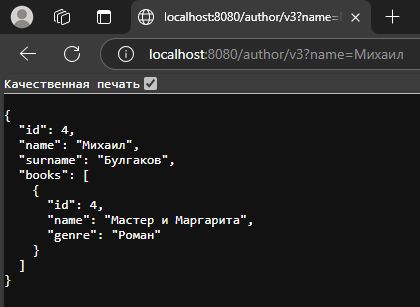 localhost:8080/author/v3?name=
localhost:8080/author/v3?name=Михаил
Качественная печать
{
"id": 4,
"name": "Михаил",
"surname": "Булгаков",
"books": [
{
"id": 4,
"name": "Мастер и Маргарита",
"genre": "Роман"
}
]
}